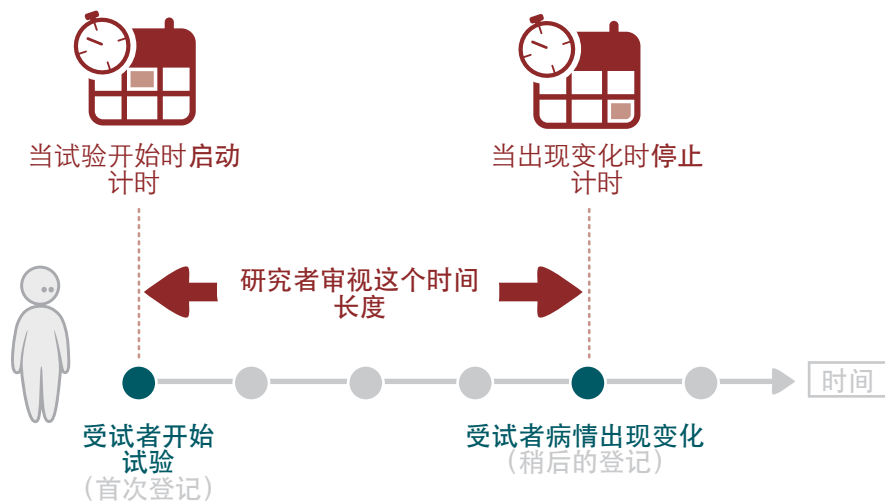 当试验开始时启动
计时
当出现变化时停止
计时
研究者审视这个时间
长度
时间
受试者开始
试验
（首次登记）
受试者病情出现变化
（稍后的登记）